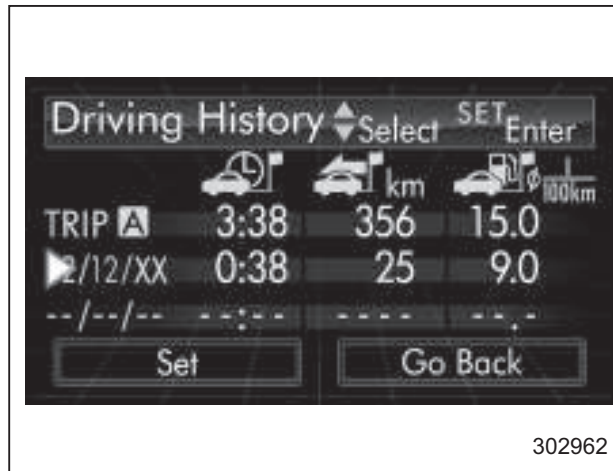 Driving History Select SET Enter
km ø l/100km
TRIP A 3:38 356 15.0
2/12/XX 0:38 25 9.0
--/--/-- --:-- ---- --.-
Set Go Back
302962